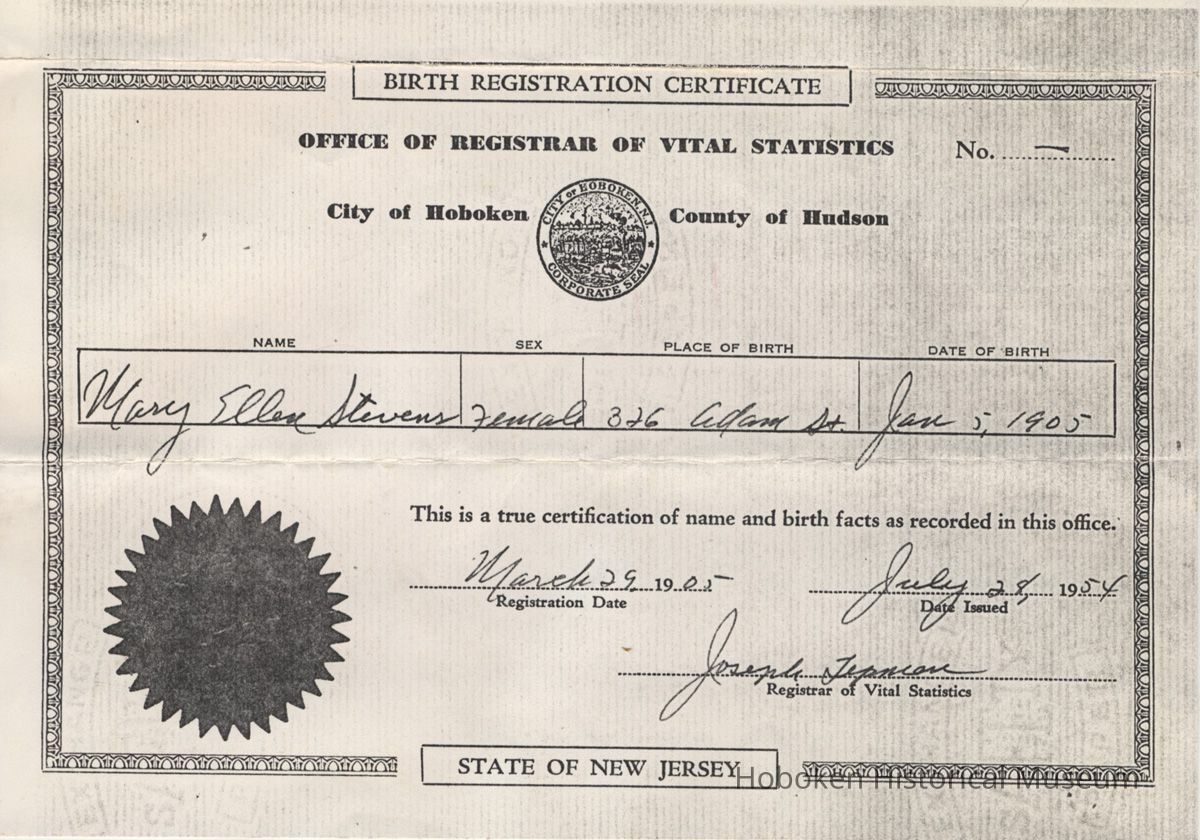 BIRTH REGISTRATION CERTIFICATE
OFFICE OF REGISTRAR OF VITAL STATISTICS
No. —
City of Hoboken
CITY OF HOBOKEN, N.J.
CORPORATE SEAL
County of Hudson
NAME SEX PLACE OF BIRTH DATE OF BIRTH
Mary Ellen Stevens Female 326 Adam St. Jan 5, 1905
This is a true certification of name and birth facts as recorded in this office.
March 29, 1905 July 28, 1954
Registration Date Date Issued
Joseph
Registrar of Vital Statistics
STATE OF NEW JERSEY
Hoboken Historical Museum